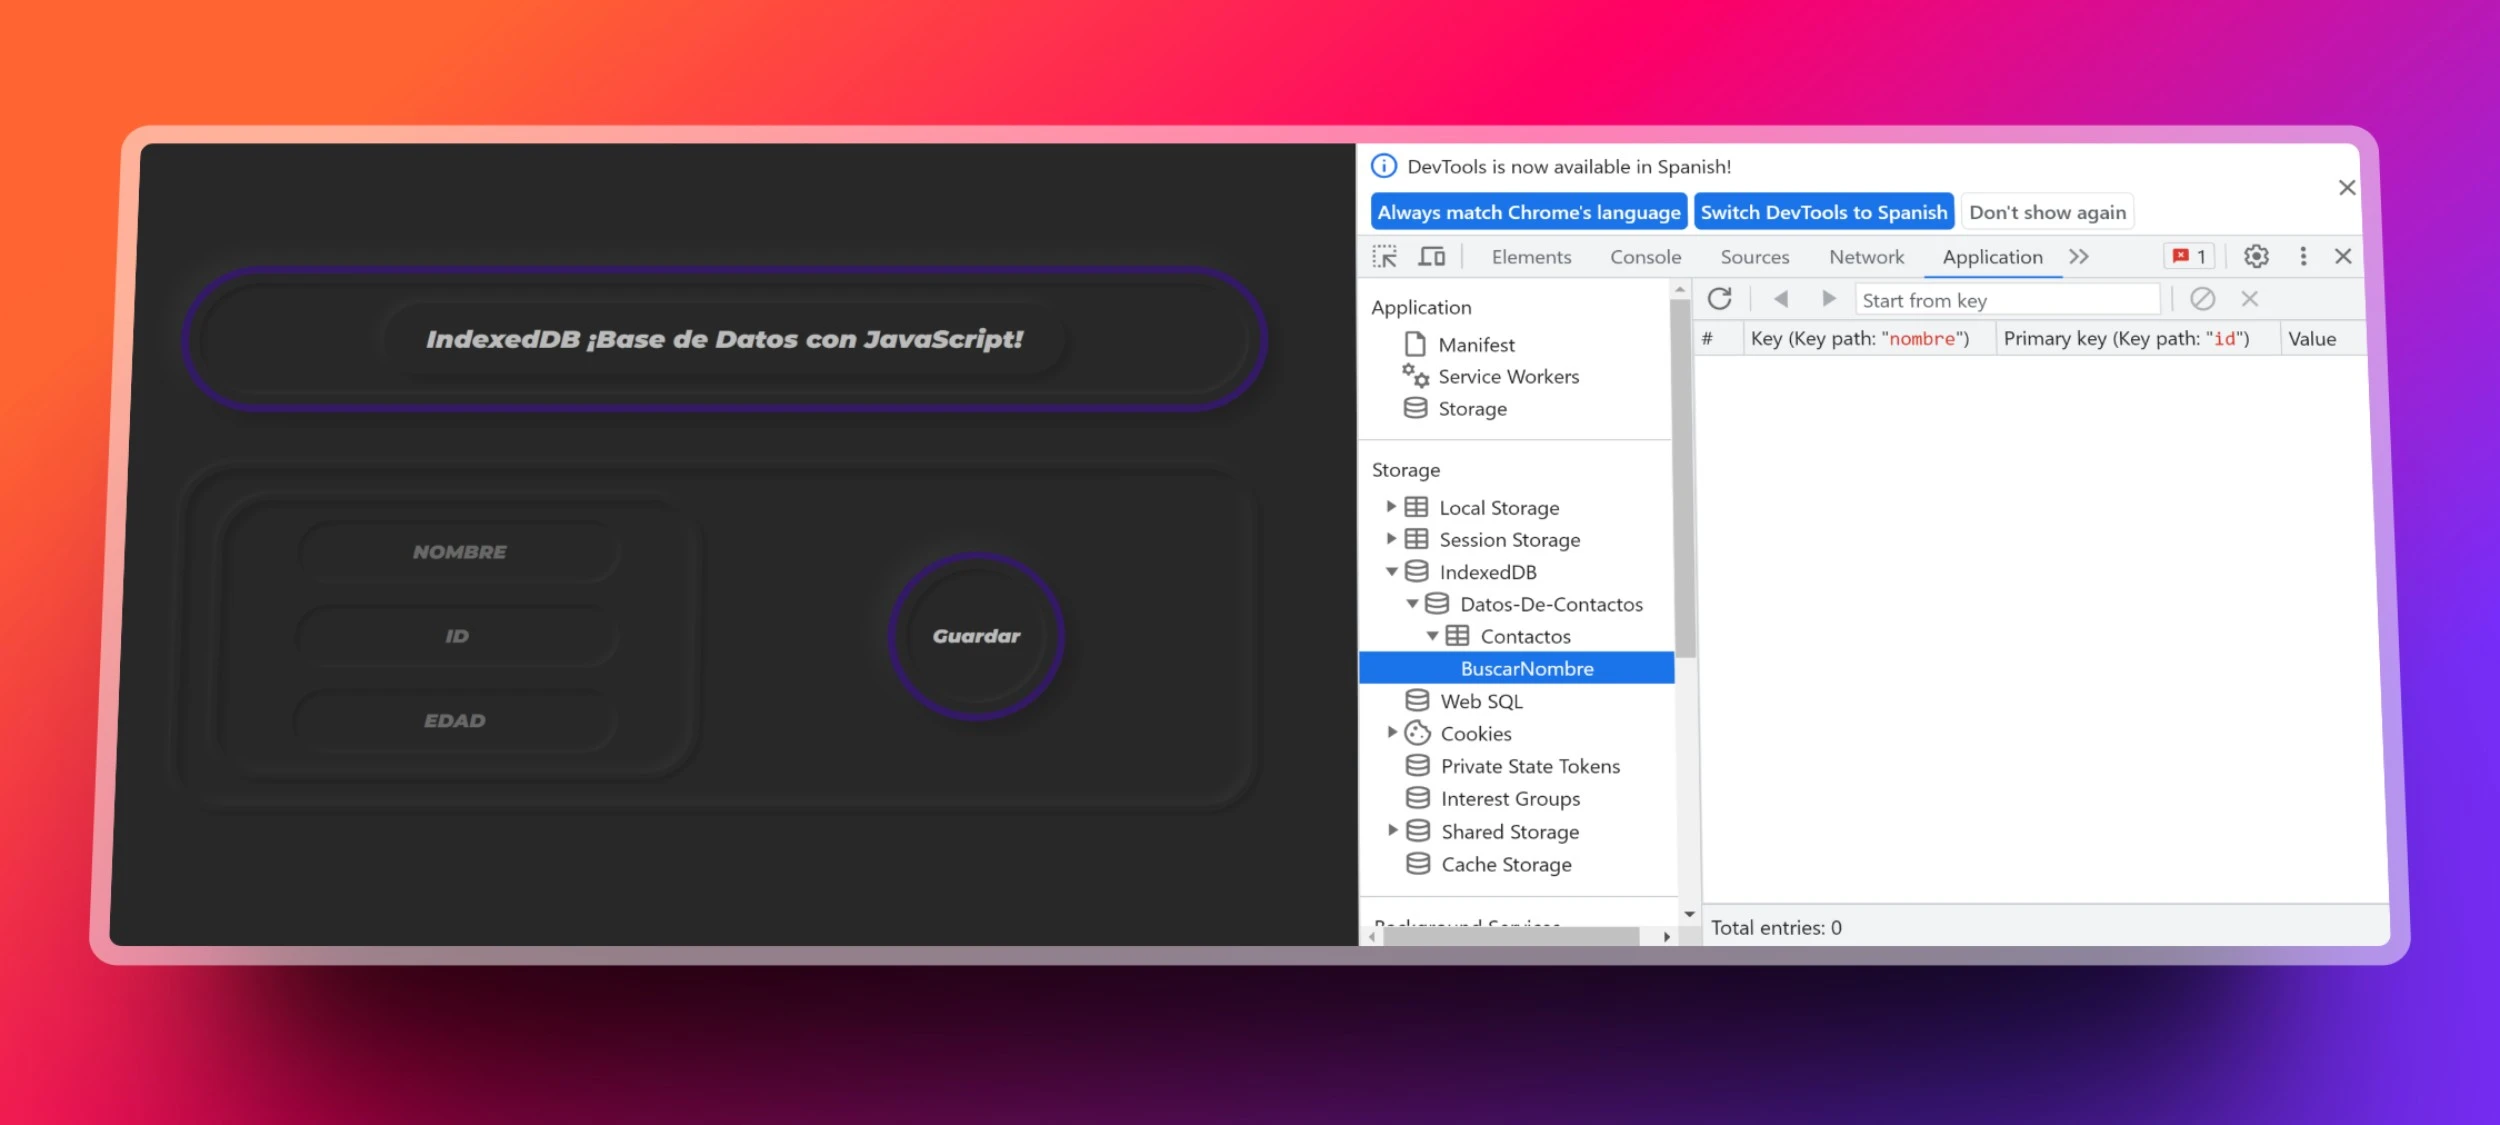 IndexedDB ¡Base de Datos con JavaScript!
NOMBRE
ID
EDAD
Guardar
DevTools is now available in Spanish!
Always match Chrome's language
Switch DevTools to Spanish
Don't show again
Elements
Console
Sources
Network
Application
1
Application
Manifest
Service Workers
Storage
Storage
Local Storage
Session Storage
IndexedDB
Datos-De-Contactos
Contactos
BuscarNombre
Web SQL
Cookies
Private State Tokens
Interest Groups
Shared Storage
Cache Storage
Background Services
Start from key
#
Key (Key path: "nombre")
Primary key (Key path: "id")
Value
Total entries: 0